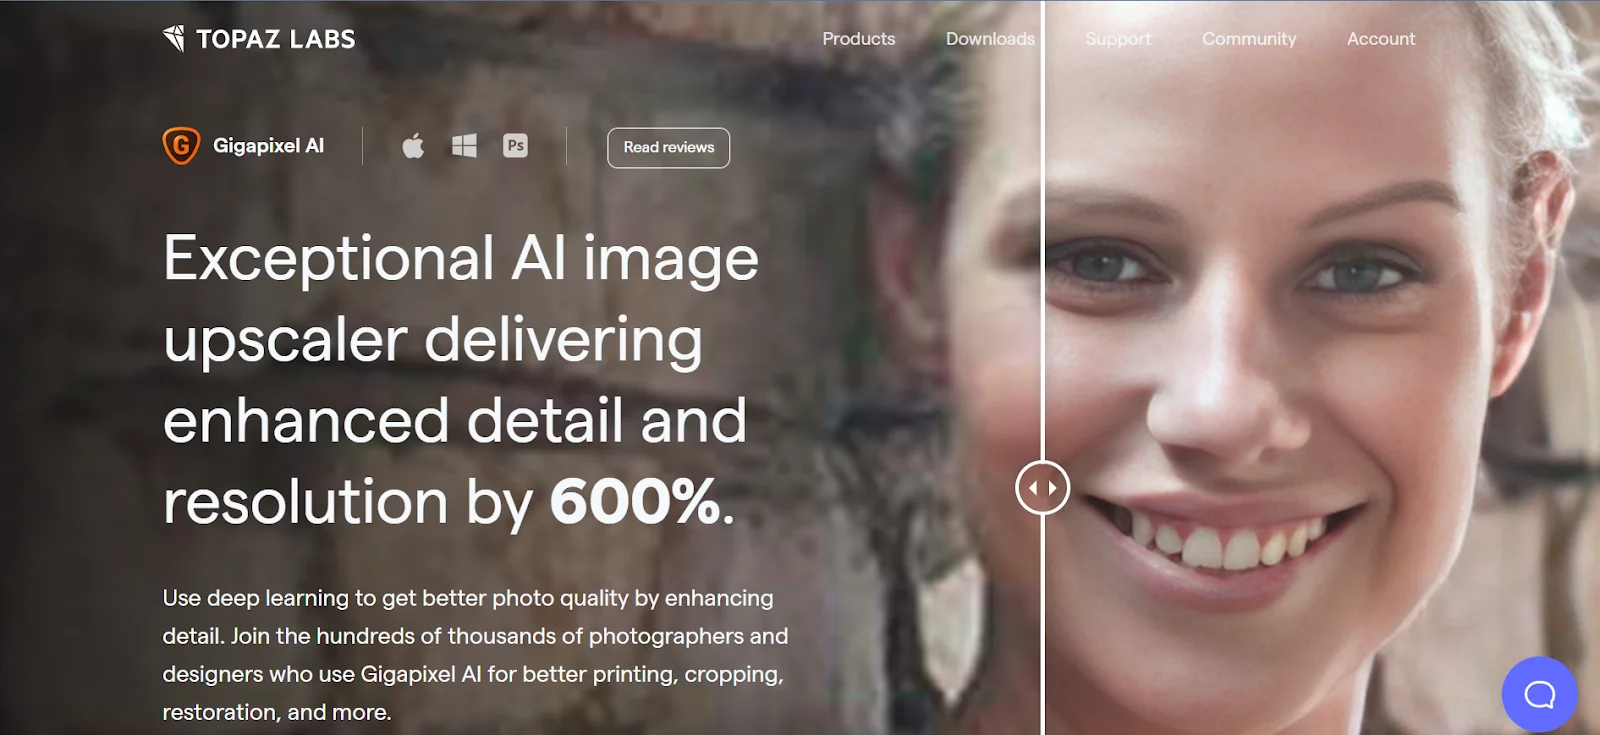 TOPAZ LABS
Products Downloads Support Community Account
G Gigapixel AI Ps Read reviews
Exceptional AI image
upscaler delivering
enhanced detail and
resolution by 600%.
Use deep learning to get better photo quality by enhancing
detail. Join the hundreds of thousands of photographers and
designers who use Gigapixel AI for better printing, cropping,
restoration, and more.